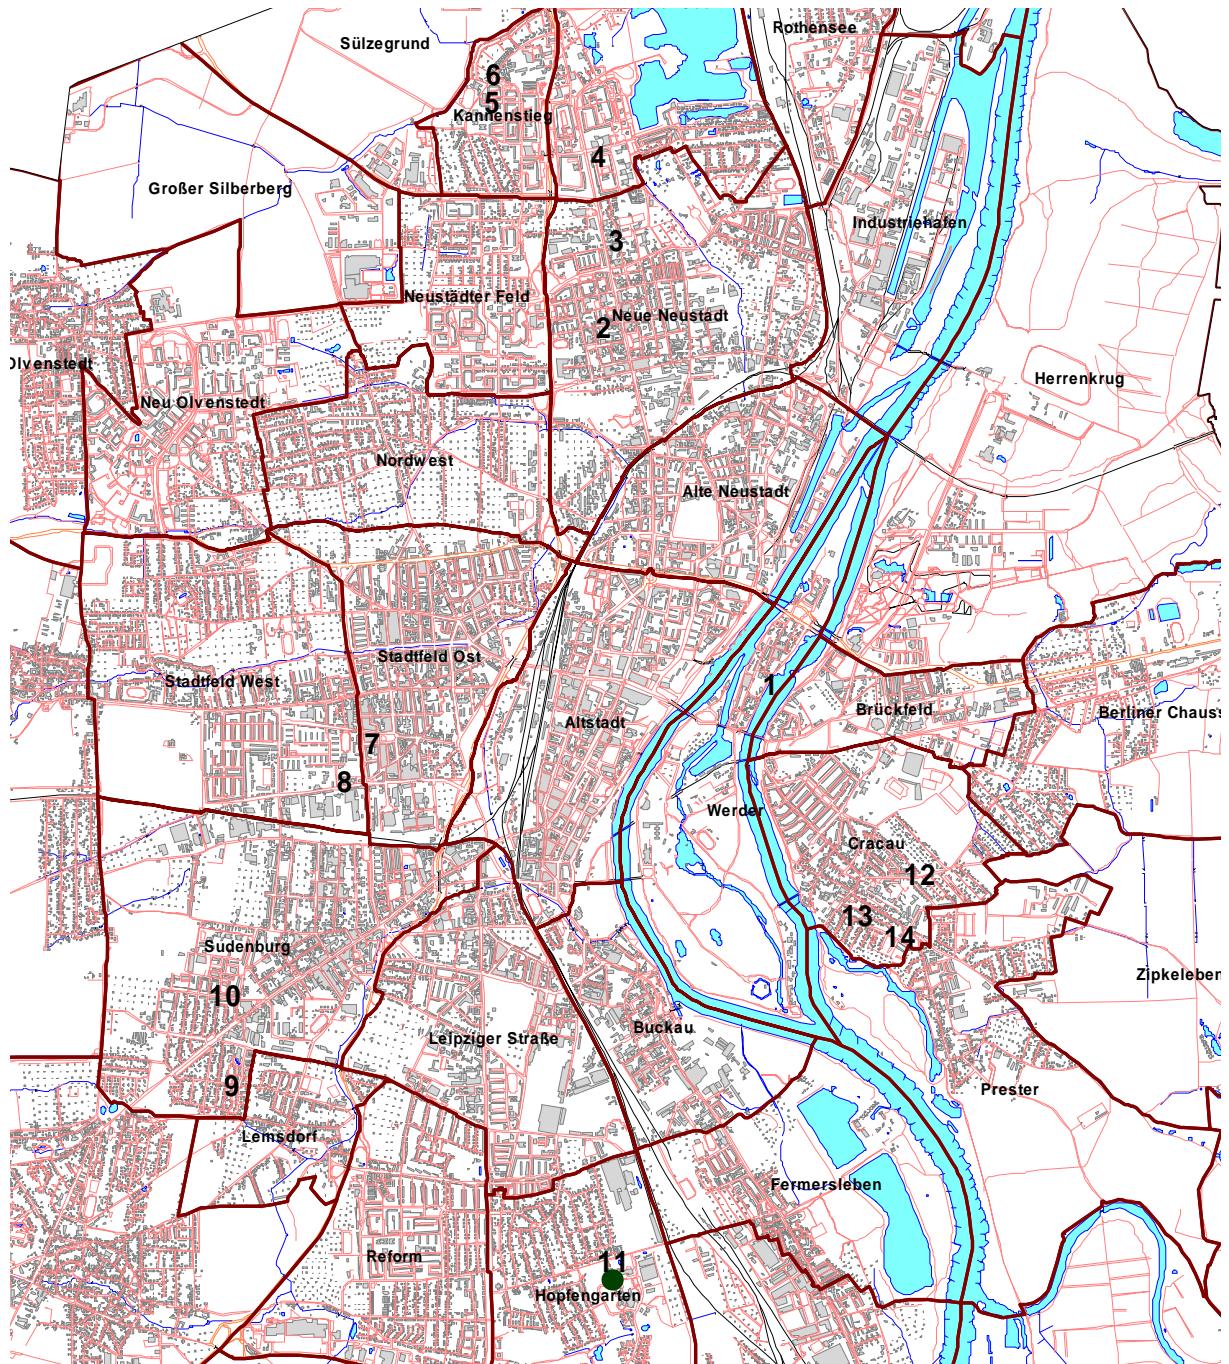 Rothensee
Sülzegrund
6
5
Kannenstieg
4
Großer Silberberg
Industriehafen
3
Neustädter Feld
Neue Neustadt
2
Olvenstedt
Herrenkrug
Neu Olvenstedt
Nordwest
Alte Neustadt
Stadtfeld Ost
Stadtfeld West
1
Brückfeld
Berliner Chauss
Altstadt
7
8
Werder
Cracau
12
13
14
Sudenburg
Zipkeleben
10
Buckau
Leipziger Straße
9
Prester
Lemsdorf
Fermersleben
Reform
11
Hopfengarten